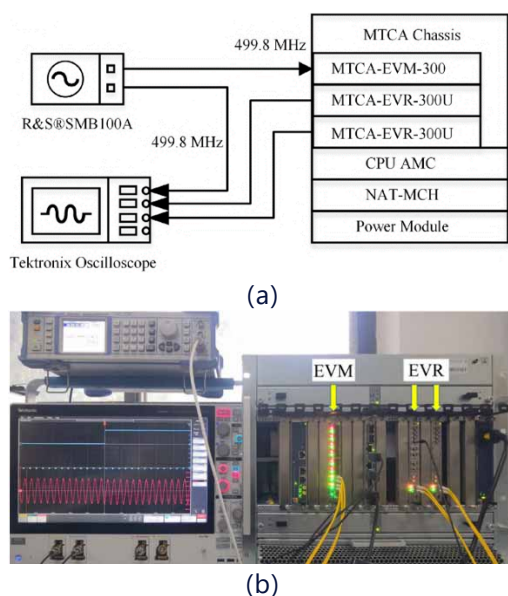 MTCA Chassis
499.8 MHz
MTCA-EVM-300
MTCA-EVR-300U
R&S®SMB100A
MTCA-EVR-300U
499.8 MHz
CPU AMC
NAT-MCH
Power Module
Tektronix Oscilloscope
(a)
EVM
EVR
(b)